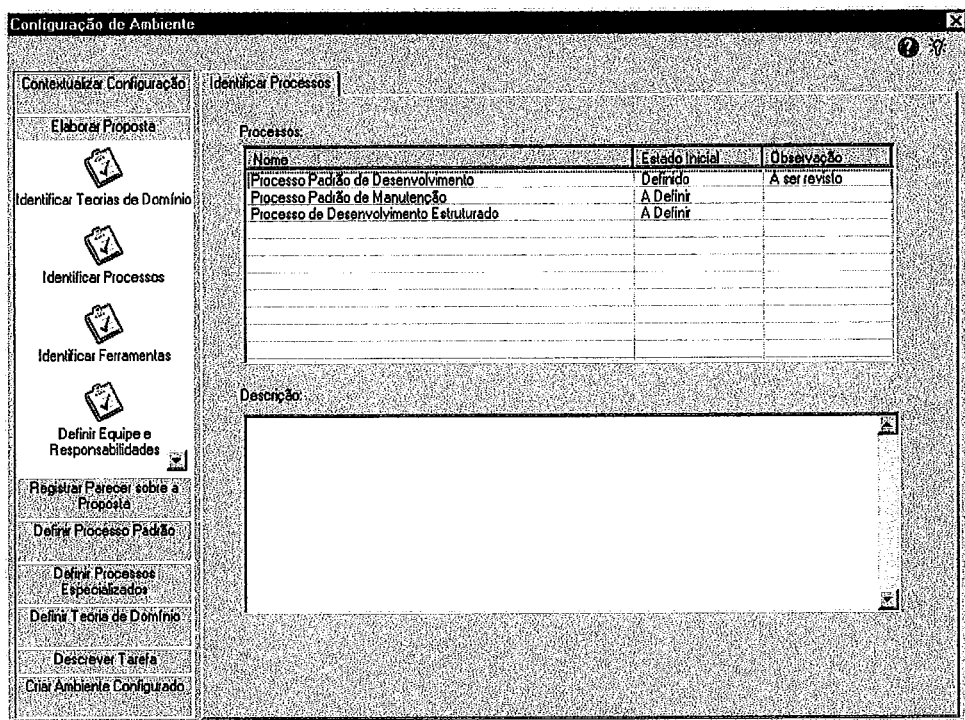 Configuração de Ambiente
Contextualizar Configuração
Elaborar Proposta
Identificar Teorias de Domínio
Identificar Processos
Identificar Ferramentas
Definir Equipe e
Responsabilidades
Registrar Parecer sobre a
Proposta
Definir Processo Padrão
Definir Processos
Especializados
Definir Teoria de Domínio
Descrever Tarefa
Criar Ambiente Configurado
Identificar Processos
Processos:
Nome Estado Inicial Observação
Processo Padrão de Desenvolvimento Definido A ser revisto
Processo Padrão de Manutenção A Definir
Processo de Desenvolvimento Estruturado A Definir
Descrição: